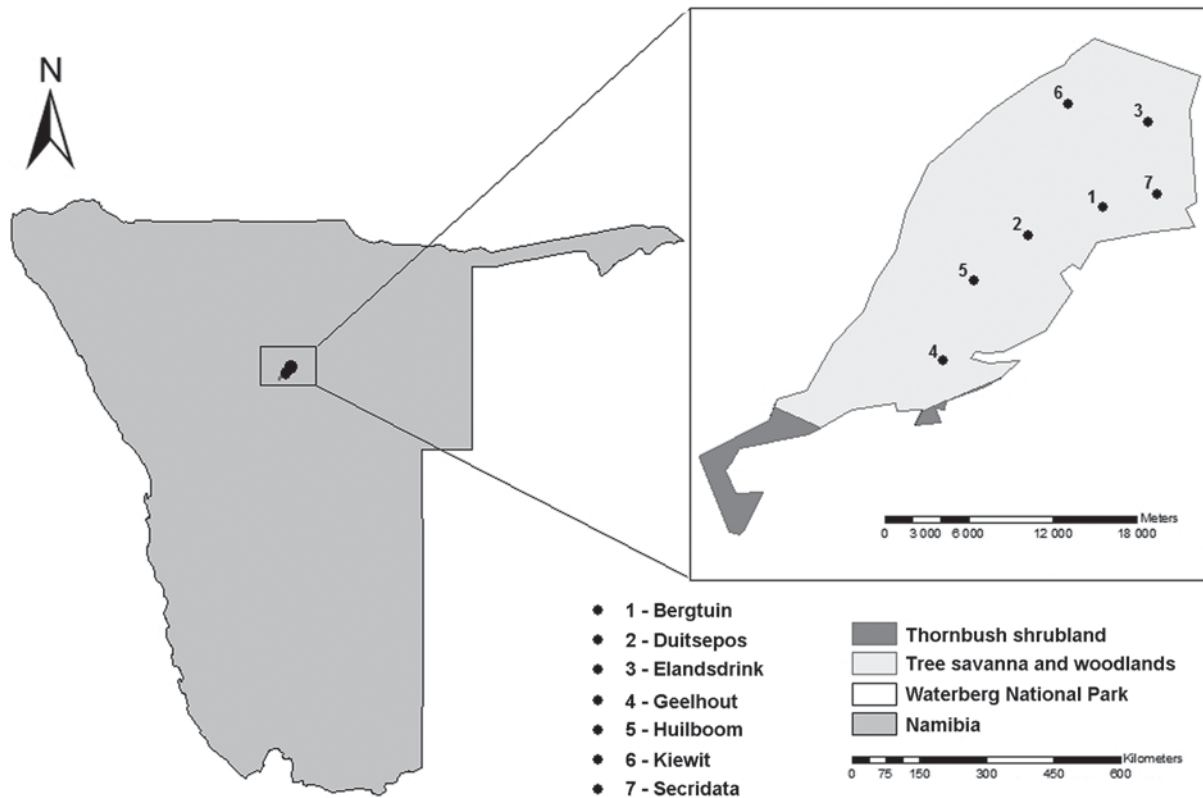 N
6
3
7
1
2
5
4
Meters
0 3 000 6 000 12 000 18 000
1 - Bergtuin
2 - Duitsepos
3 - Elandsdrink
4 - Geelhout
5 - Huilboom
6 - Kiewit
7 - Secridata
Thornbush shrubland
Tree savanna and woodlands
Waterberg National Park
Namibia
Kilometers
0 75 150 300 450 600